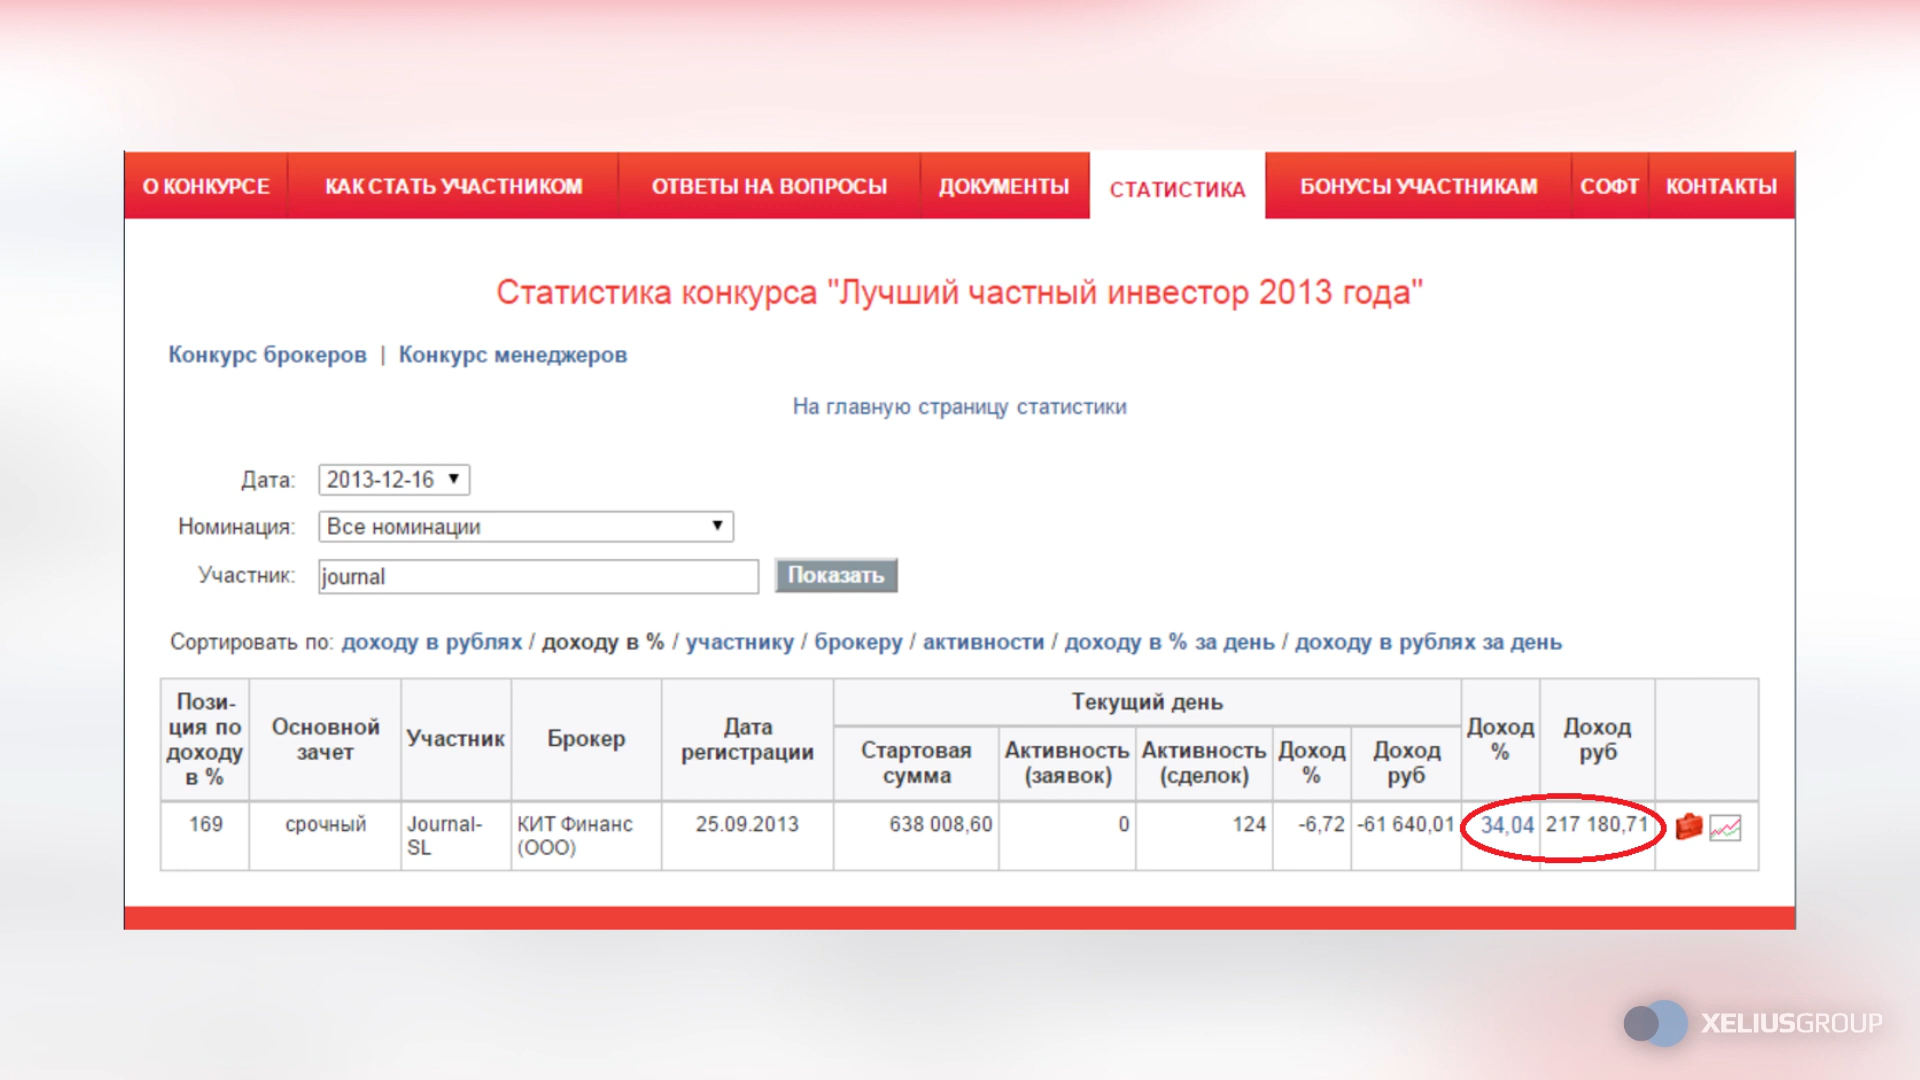 О КОНКУРСЕ КАК СТАТЬ УЧАСТНИКОМ ОТВЕТЫ НА ВОПРОСЫ ДОКУМЕНТЫ СТАТИСТИКА БОНУСЫ УЧАСТНИКАМ СОФТ КОНТАКТЫ
Статистика конкурса "Лучший частный инвестор 2013 года"
Конкурс брокеров | Конкурс менеджеров
На главную страницу статистики
Дата: 2013-12-16
Номинация: Все номинации
Участник: journal Показать
Сортировать по: доходу в рублях / доходу в % / участнику / брокеру / активности / доходу в % за день / доходу в рублях за день
Пози-
ция по
доходу
в %
Основной
зачет
Участник
Брокер
Дата
регистрации
Текущий день
Стартовая
сумма
Активность
(заявок)
Активность
(сделок)
Доход
%
Доход
руб
Доход
%
Доход
руб
169 срочный Journal- КИТ Финанс 25.09.2013 638 008,60 0 124 -6,72 -61 640,01 34,04 217 180,71
SL (ООО)
XELIUSGROUP